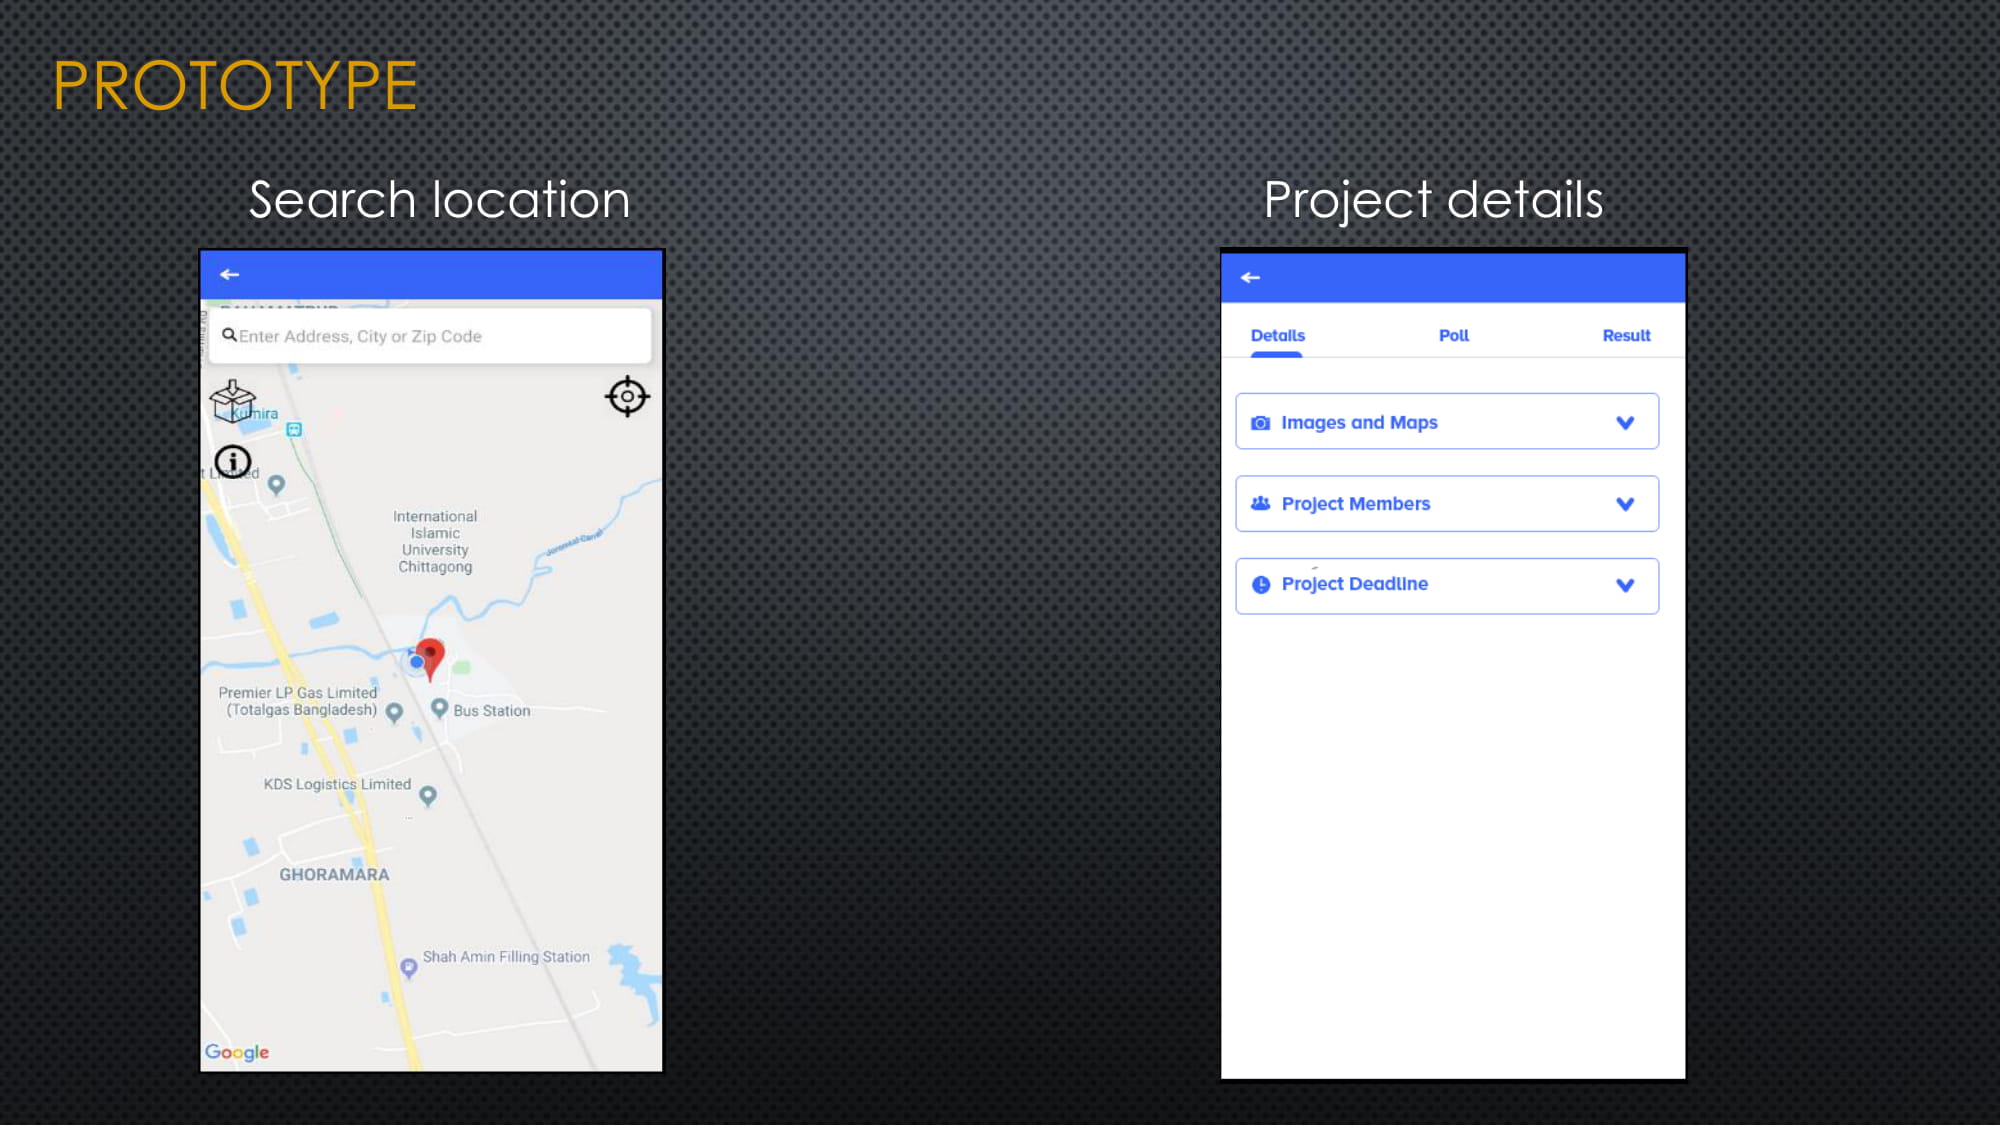 PROTOTYPE
Search location
Enter Address, City or Zip Code
Kumira
International
Islamic
University
Chittagong
Premier LP Gas Limited
(Totalgas Bangladesh)
Bus Station
KDS Logistics Limited
GHORAMARA
Shah Amin Filling Station
Google
Project details
Details
Poll
Result
Images and Maps
Project Members
Project Deadline